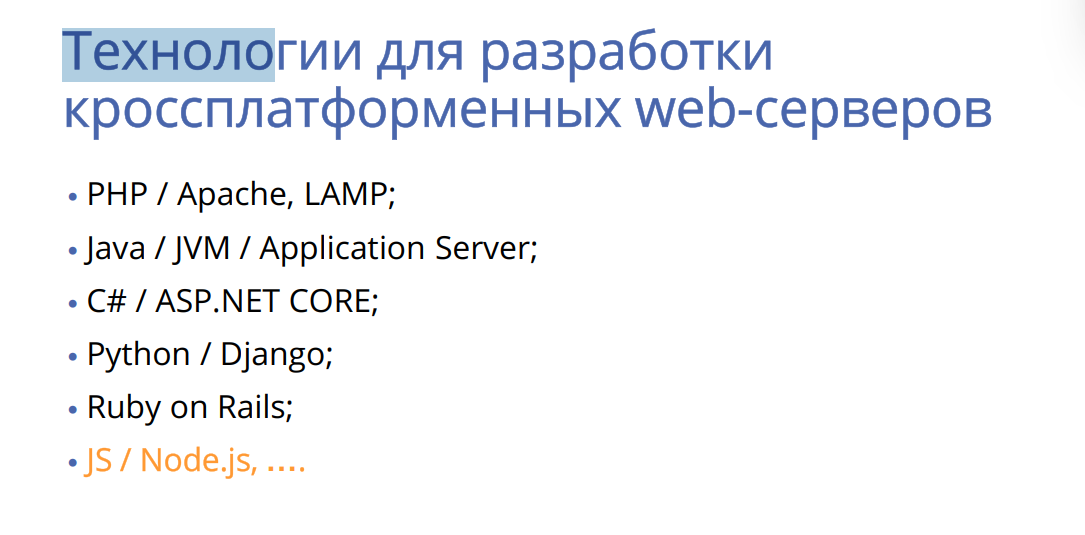 Технологии для разработки
кроссплатформенных web-серверов
• PHP / Apache, LAMP;
• Java / JVM / Application Server;
• C# / ASP.NET CORE;
• Python / Django;
• Ruby on Rails;
• JS / Node.js, ....